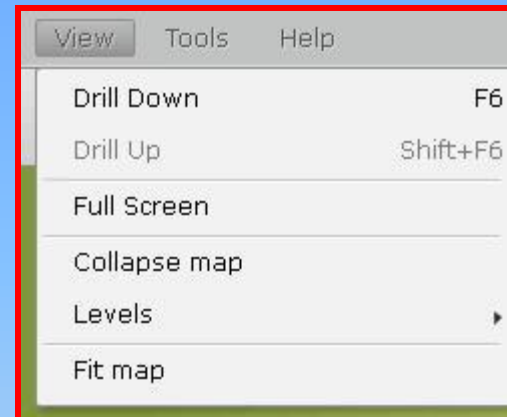 View Tools Help
Drill Down F6
Drill Up Shift+F6
Full Screen
Collapse map
Levels
Fit map